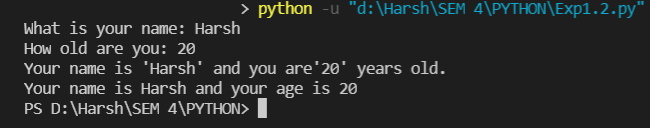 > python -u "d:\Harsh\SEM 4\PYTHON\Exp1.2.py"
What is your name: Harsh
How old are you: 20
Your name is 'Harsh' and you are'20' years old.
Your name is Harsh and your age is 20
PS D:\Harsh\SEM 4\PYTHON>